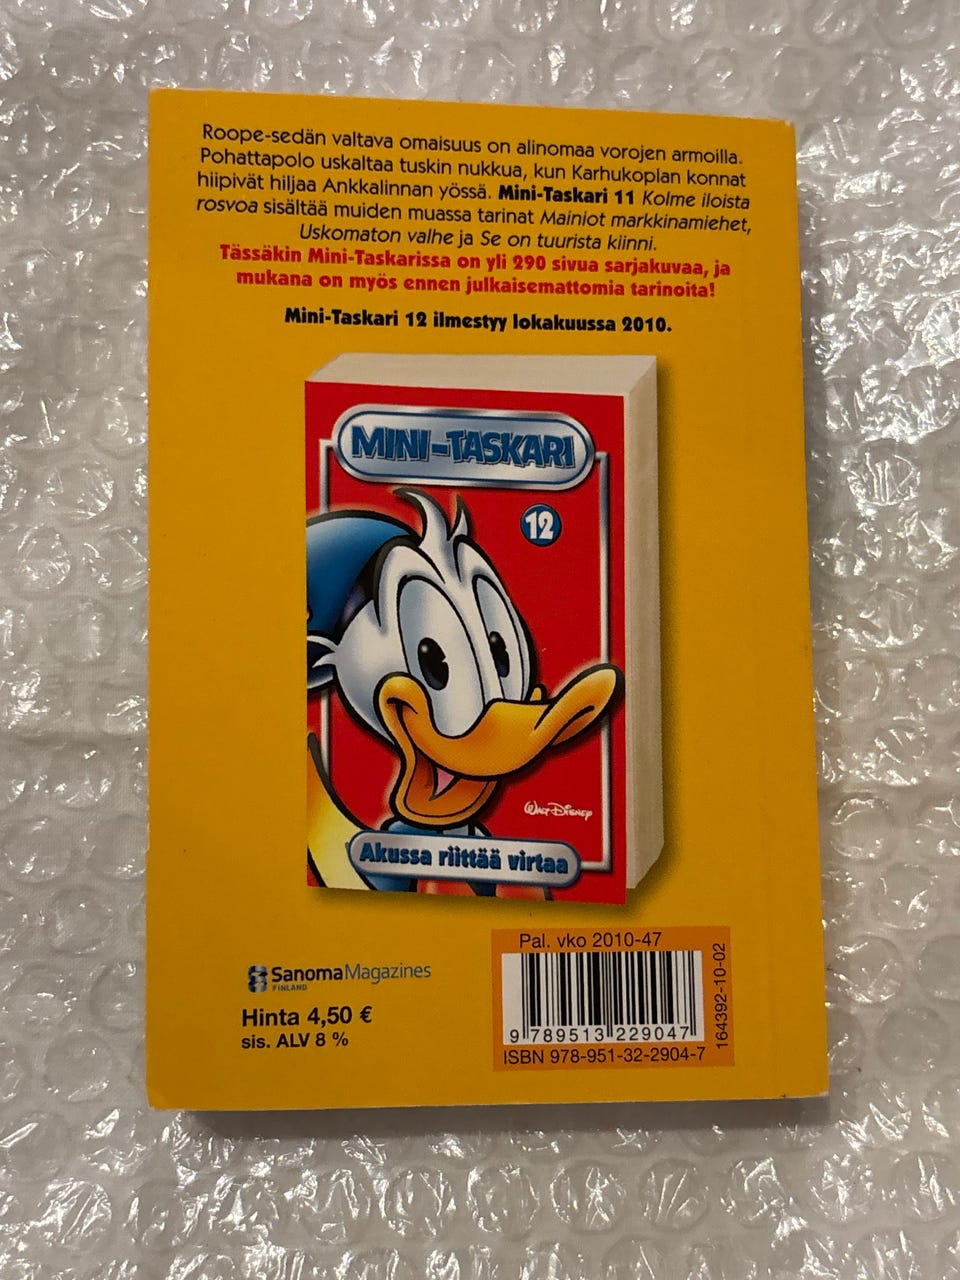 Roope-sedän valtava omaisuus on alinomaa vorojen armoilla.
Pohattapolo uskaltaa tuskin nukkua, kun Karhukoplan konnat
hiipivät hiljaa Ankkalinnan yössä. Mini-Taskari 11 Kolme iloista
rosvoa sisältää muiden muassa tarinat Mainiot markkinamiehet,
Uskomaton valhe ja Se on tuurista kiinni.
Tässäkin Mini-Taskarissa on yli 290 sivua sarjakuvaa, ja
mukana on myös ennen julkaisemattomia tarinoita!
Mini-Taskari 12 ilmestyy lokakuussa 2010.
MINI-TASKARI
12
WALT DISNEY
Akussa riittää virtaa
SanomaMagazines
FINLAND
Hinta 4,50 €
sis. ALV 8 %
Pal. vko 2010-47
9 789513 229047
ISBN 978-951-32-2904-7
164392-10-02